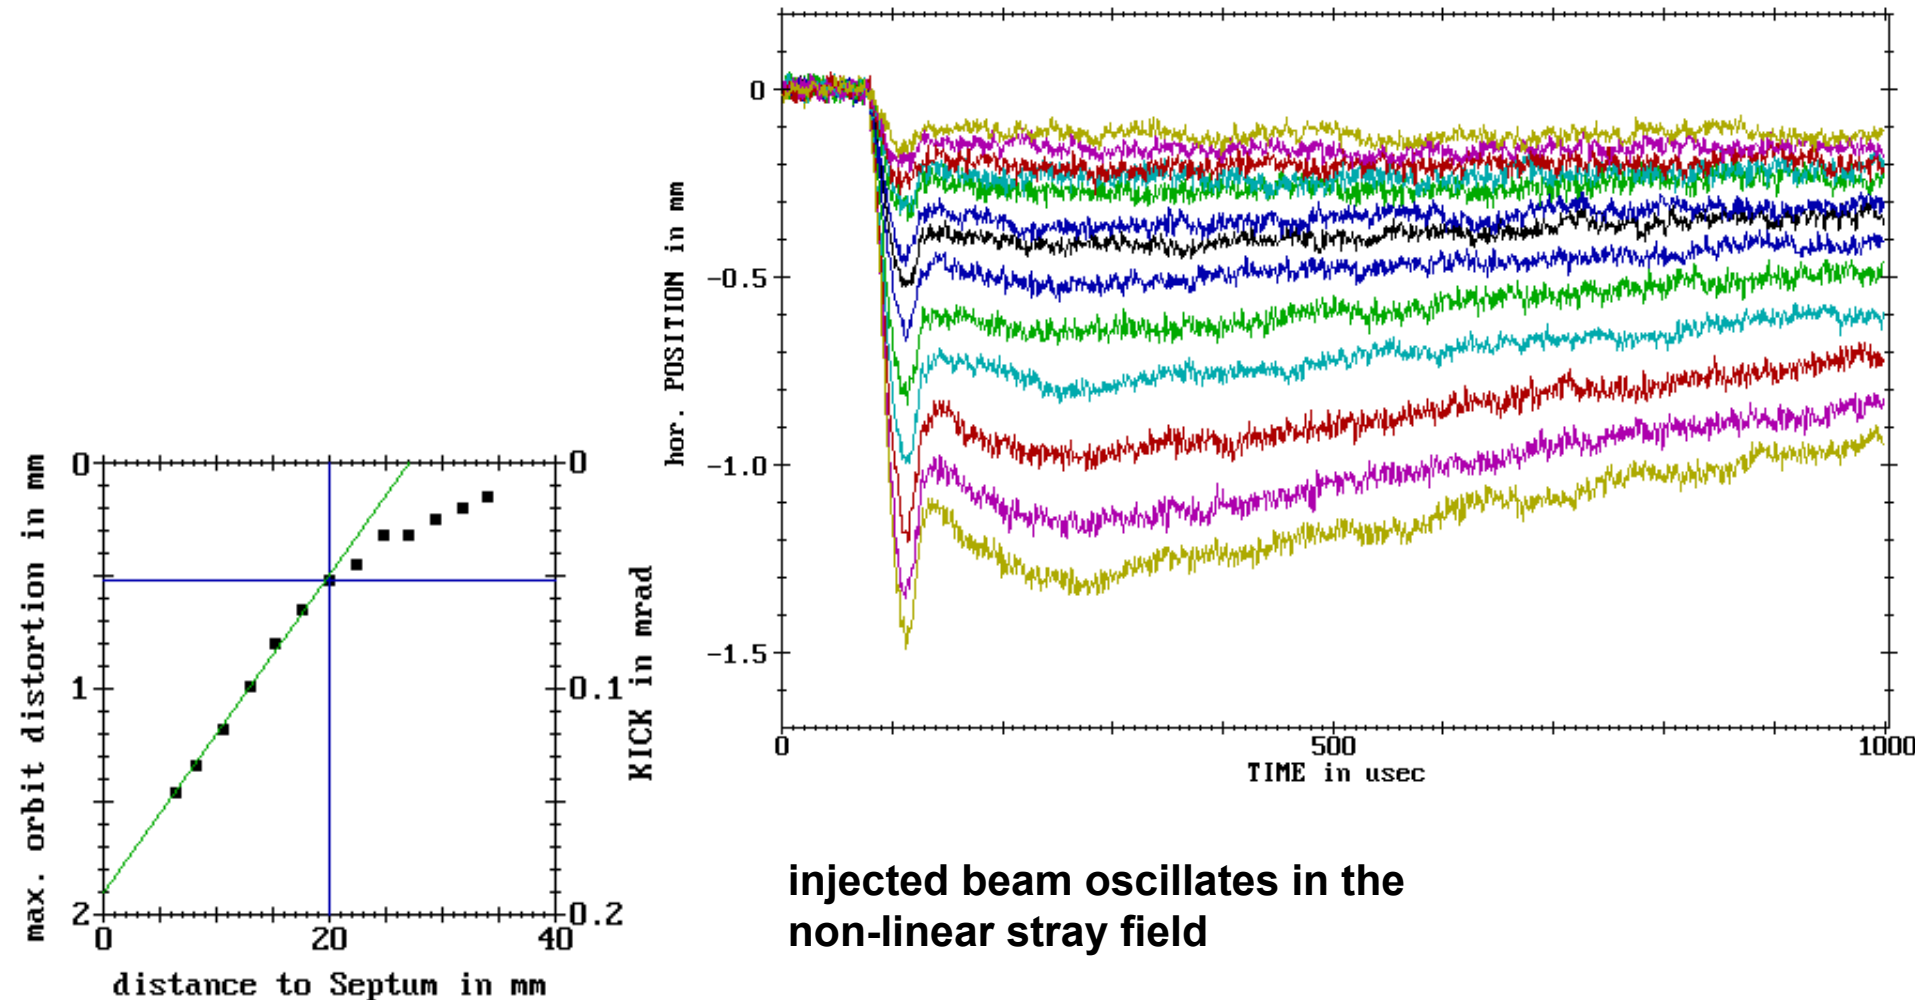 max. orbit distortion in mm
0
1
2
0
20
40
distance to Septum in mm
0
0.1
0.2
KICK in mrad
hor. POSITION in mm
0
-0.5
-1.0
-1.5
0
500
1000
TIME in usec
injected beam oscillates in the
non-linear stray field